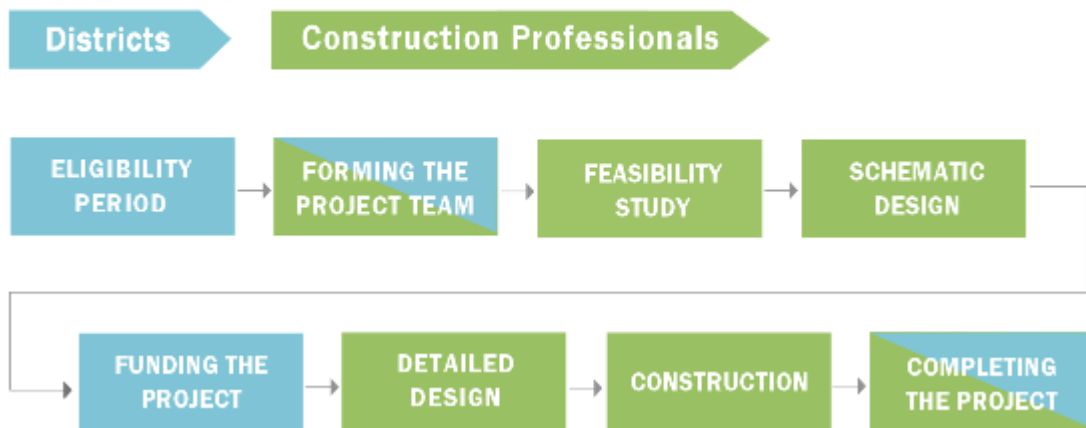 Districts
Construction Professionals
ELIGIBILITY
PERIOD
FORMING THE
PROJECT TEAM
FEASIBILITY
STUDY
SCHEMATIC
DESIGN
FUNDING THE
PROJECT
DETAILED
DESIGN
CONSTRUCTION
COMPLETING
THE PROJECT